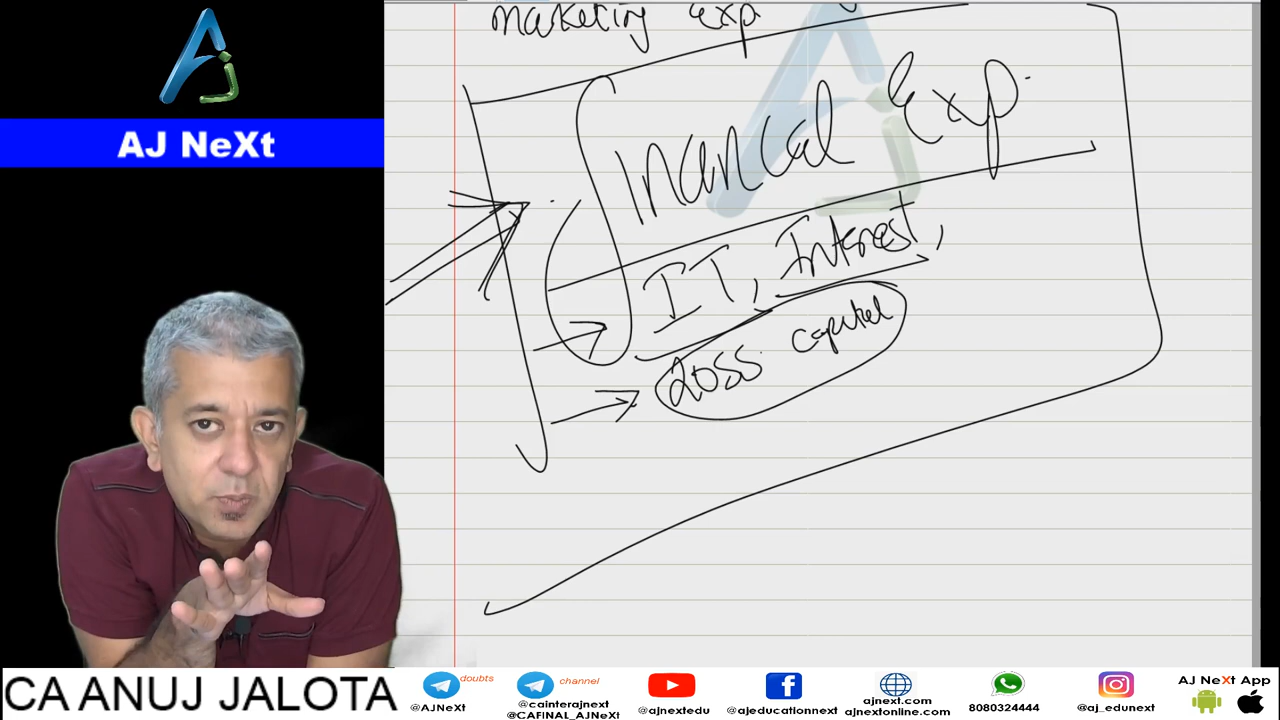 marketing Exp
AJ NeXt
Financal Exp.
IT, Interest,
Loss capital
CA ANUJ JALOTA
doubts
@AJNeXt
channel
@cainterajnext
@CAFINAL_AJNeXt
@ajnextedu
@ajeducationnext
ajnext.com
ajnextonline.com
8080324444
@aj_edunext
AJ NeXt App